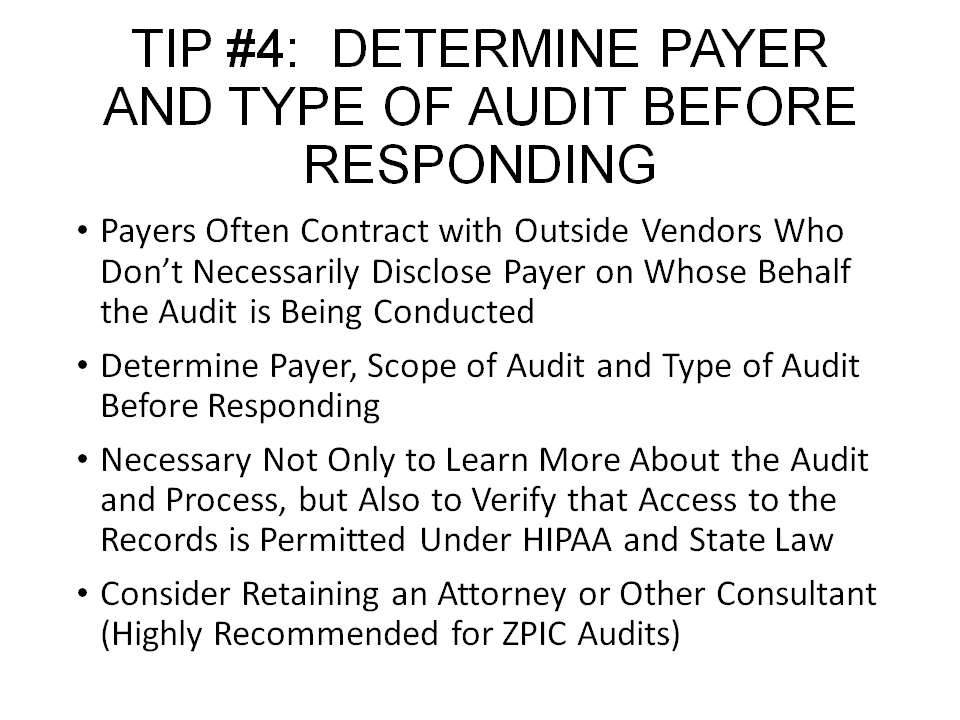 TIP #4:  DETERMINE PAYER
AND TYPE OF AUDIT BEFORE
RESPONDING
• Payers Often Contract with Outside Vendors Who
Don’t Necessarily Disclose Payer on Whose Behalf
the Audit is Being Conducted
• Determine Payer, Scope of Audit and Type of Audit
Before Responding
• Necessary Not Only to Learn More About the Audit
and Process, but Also to Verify that Access to the
Records is Permitted Under HIPAA and State Law
• Consider Retaining an Attorney or Other Consultant
(Highly Recommended for ZPIC Audits)